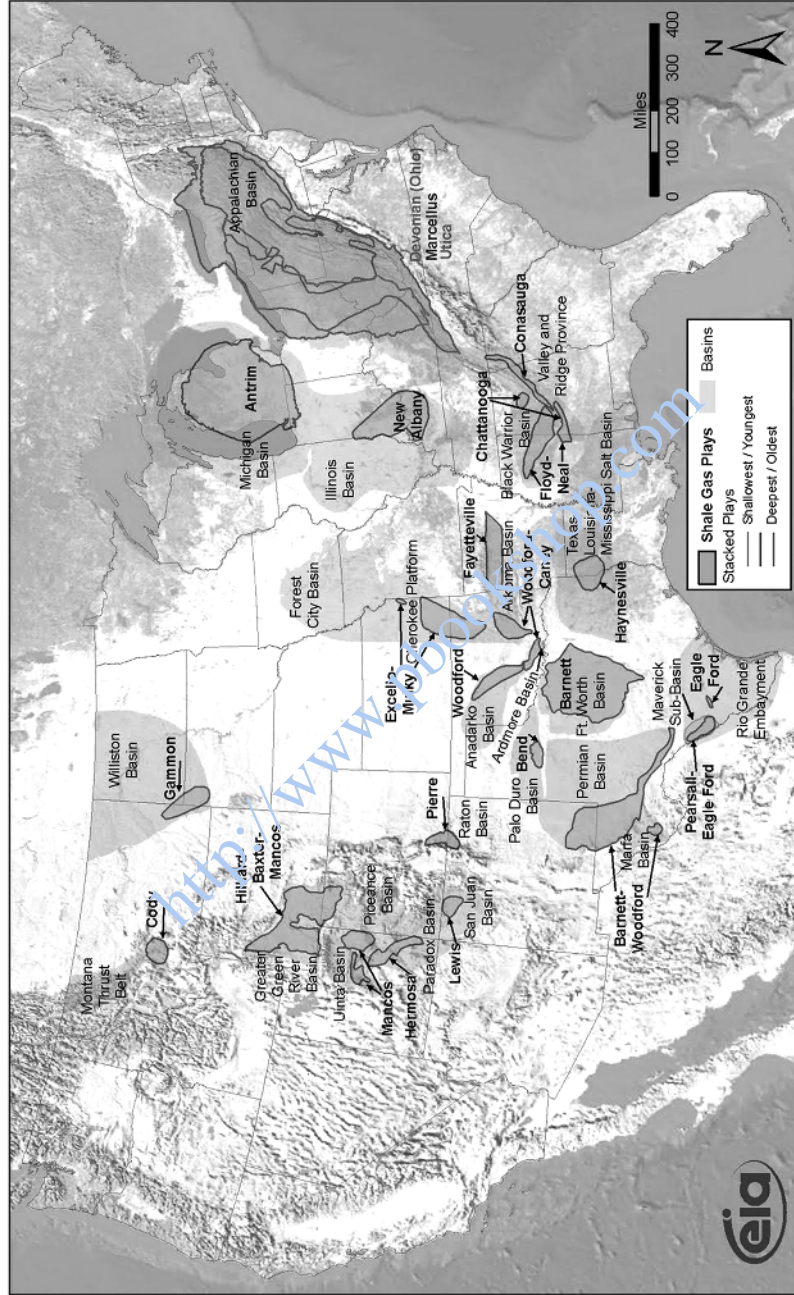 Montana
Thrust
Belt
Cody
Williston
Basin
Gammon
Hilliard-
Baxter-
Mancos
Greater
Green
River
Basin
Uinta Basin
Piceance
Basin
Mancos
Hermosa
Paradox Basin
Lewis
San Juan
Basin
Pierre
Raton
Basin
Forest
City Basin
Excello-
Mulky
Cherokee Platform
Woodford
Anadarko
Basin
Ardmore Basin
Palo Duro
Basin
Bend
Fayetteville
Arkoma Basin
Woodford-
Caney
Barnett
Ft. Worth
Basin
Permian
Basin
Marfa
Basin
Barnett-
Woodford
Maverick
Sub-Basin
Eagle
Ford
Pearsall-
Eagle Ford
Rio Grande
Embayment
Texas
Louisiana
Mississippi Salt Basin
Haynesville
Michigan
Basin
Antrim
Illinois
Basin
New
Albany
Appalachian
Basin
Devonian (Ohio)
Marcellus
Utica
Chattanooga
Black Warrior
Basin
Floyd-
Neal
Conasauga
Valley and
Ridge Province
Shale Gas Plays
Basins
Stacked Plays
Shallowest / Youngest
Deepest / Oldest
Miles
0 100 200 300 400
N
eia
http://www.pbookshop.com